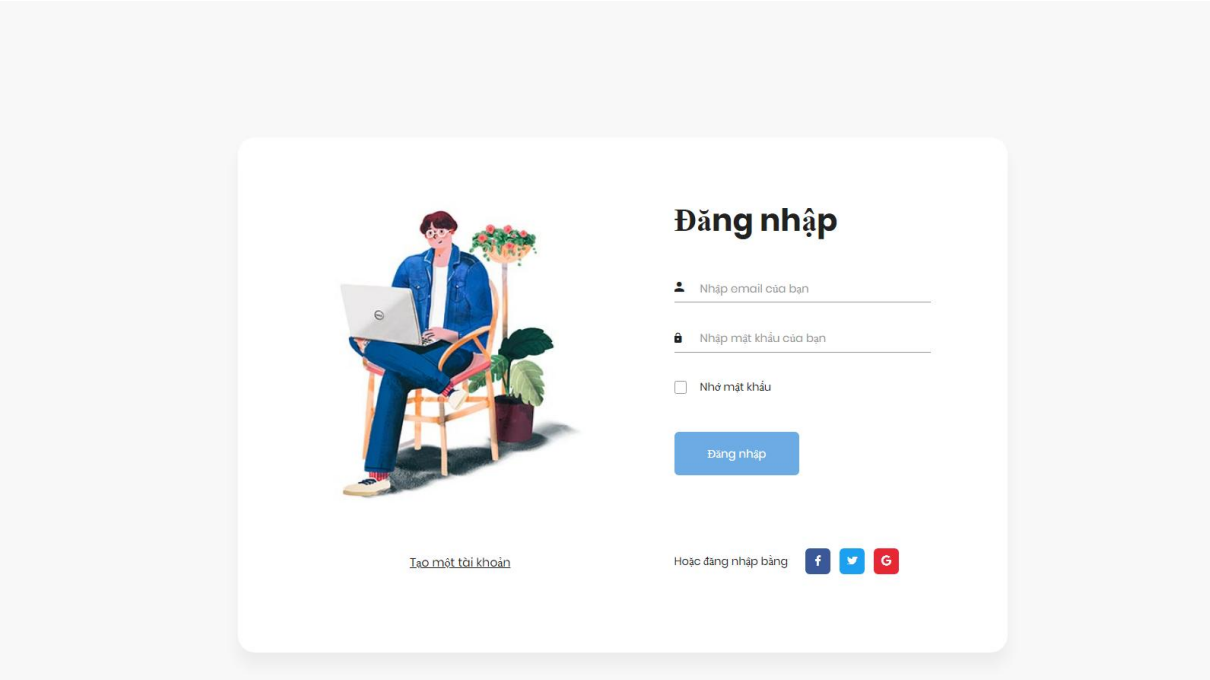 Đăng nhập
Nhập email của bạn
Nhập mật khẩu của bạn
Nhớ mật khẩu
Đăng nhập
Tạo một tài khoản
Hoặc đăng nhập bằng